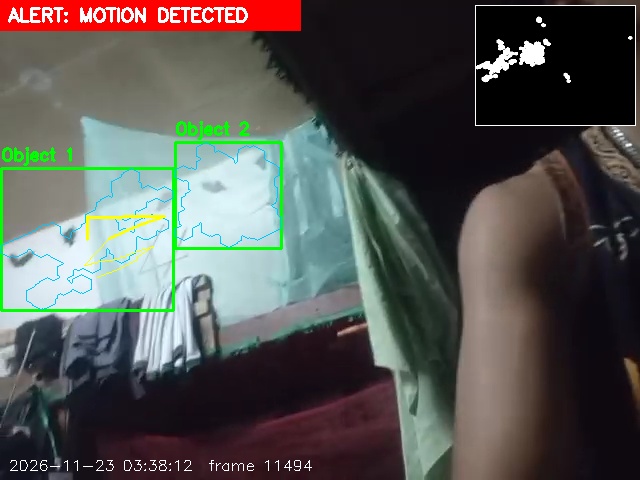 ALERT: MOTION DETECTED
Object 2
Object 1
2026-11-23 03:38:12 frame 11494